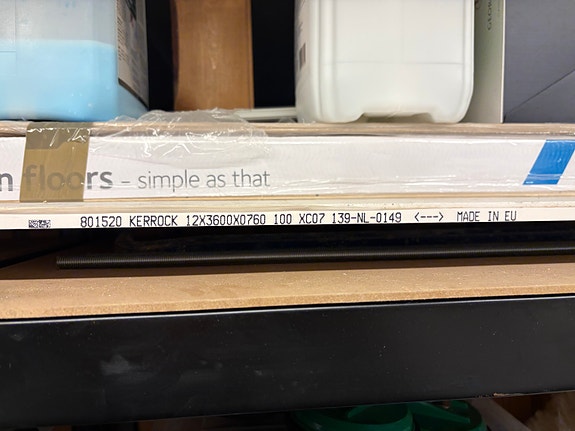 floors – simple as that
801520 KERROCK 12X3600X0760 100 XC07 139-NL-0149 <---> MADE IN EU